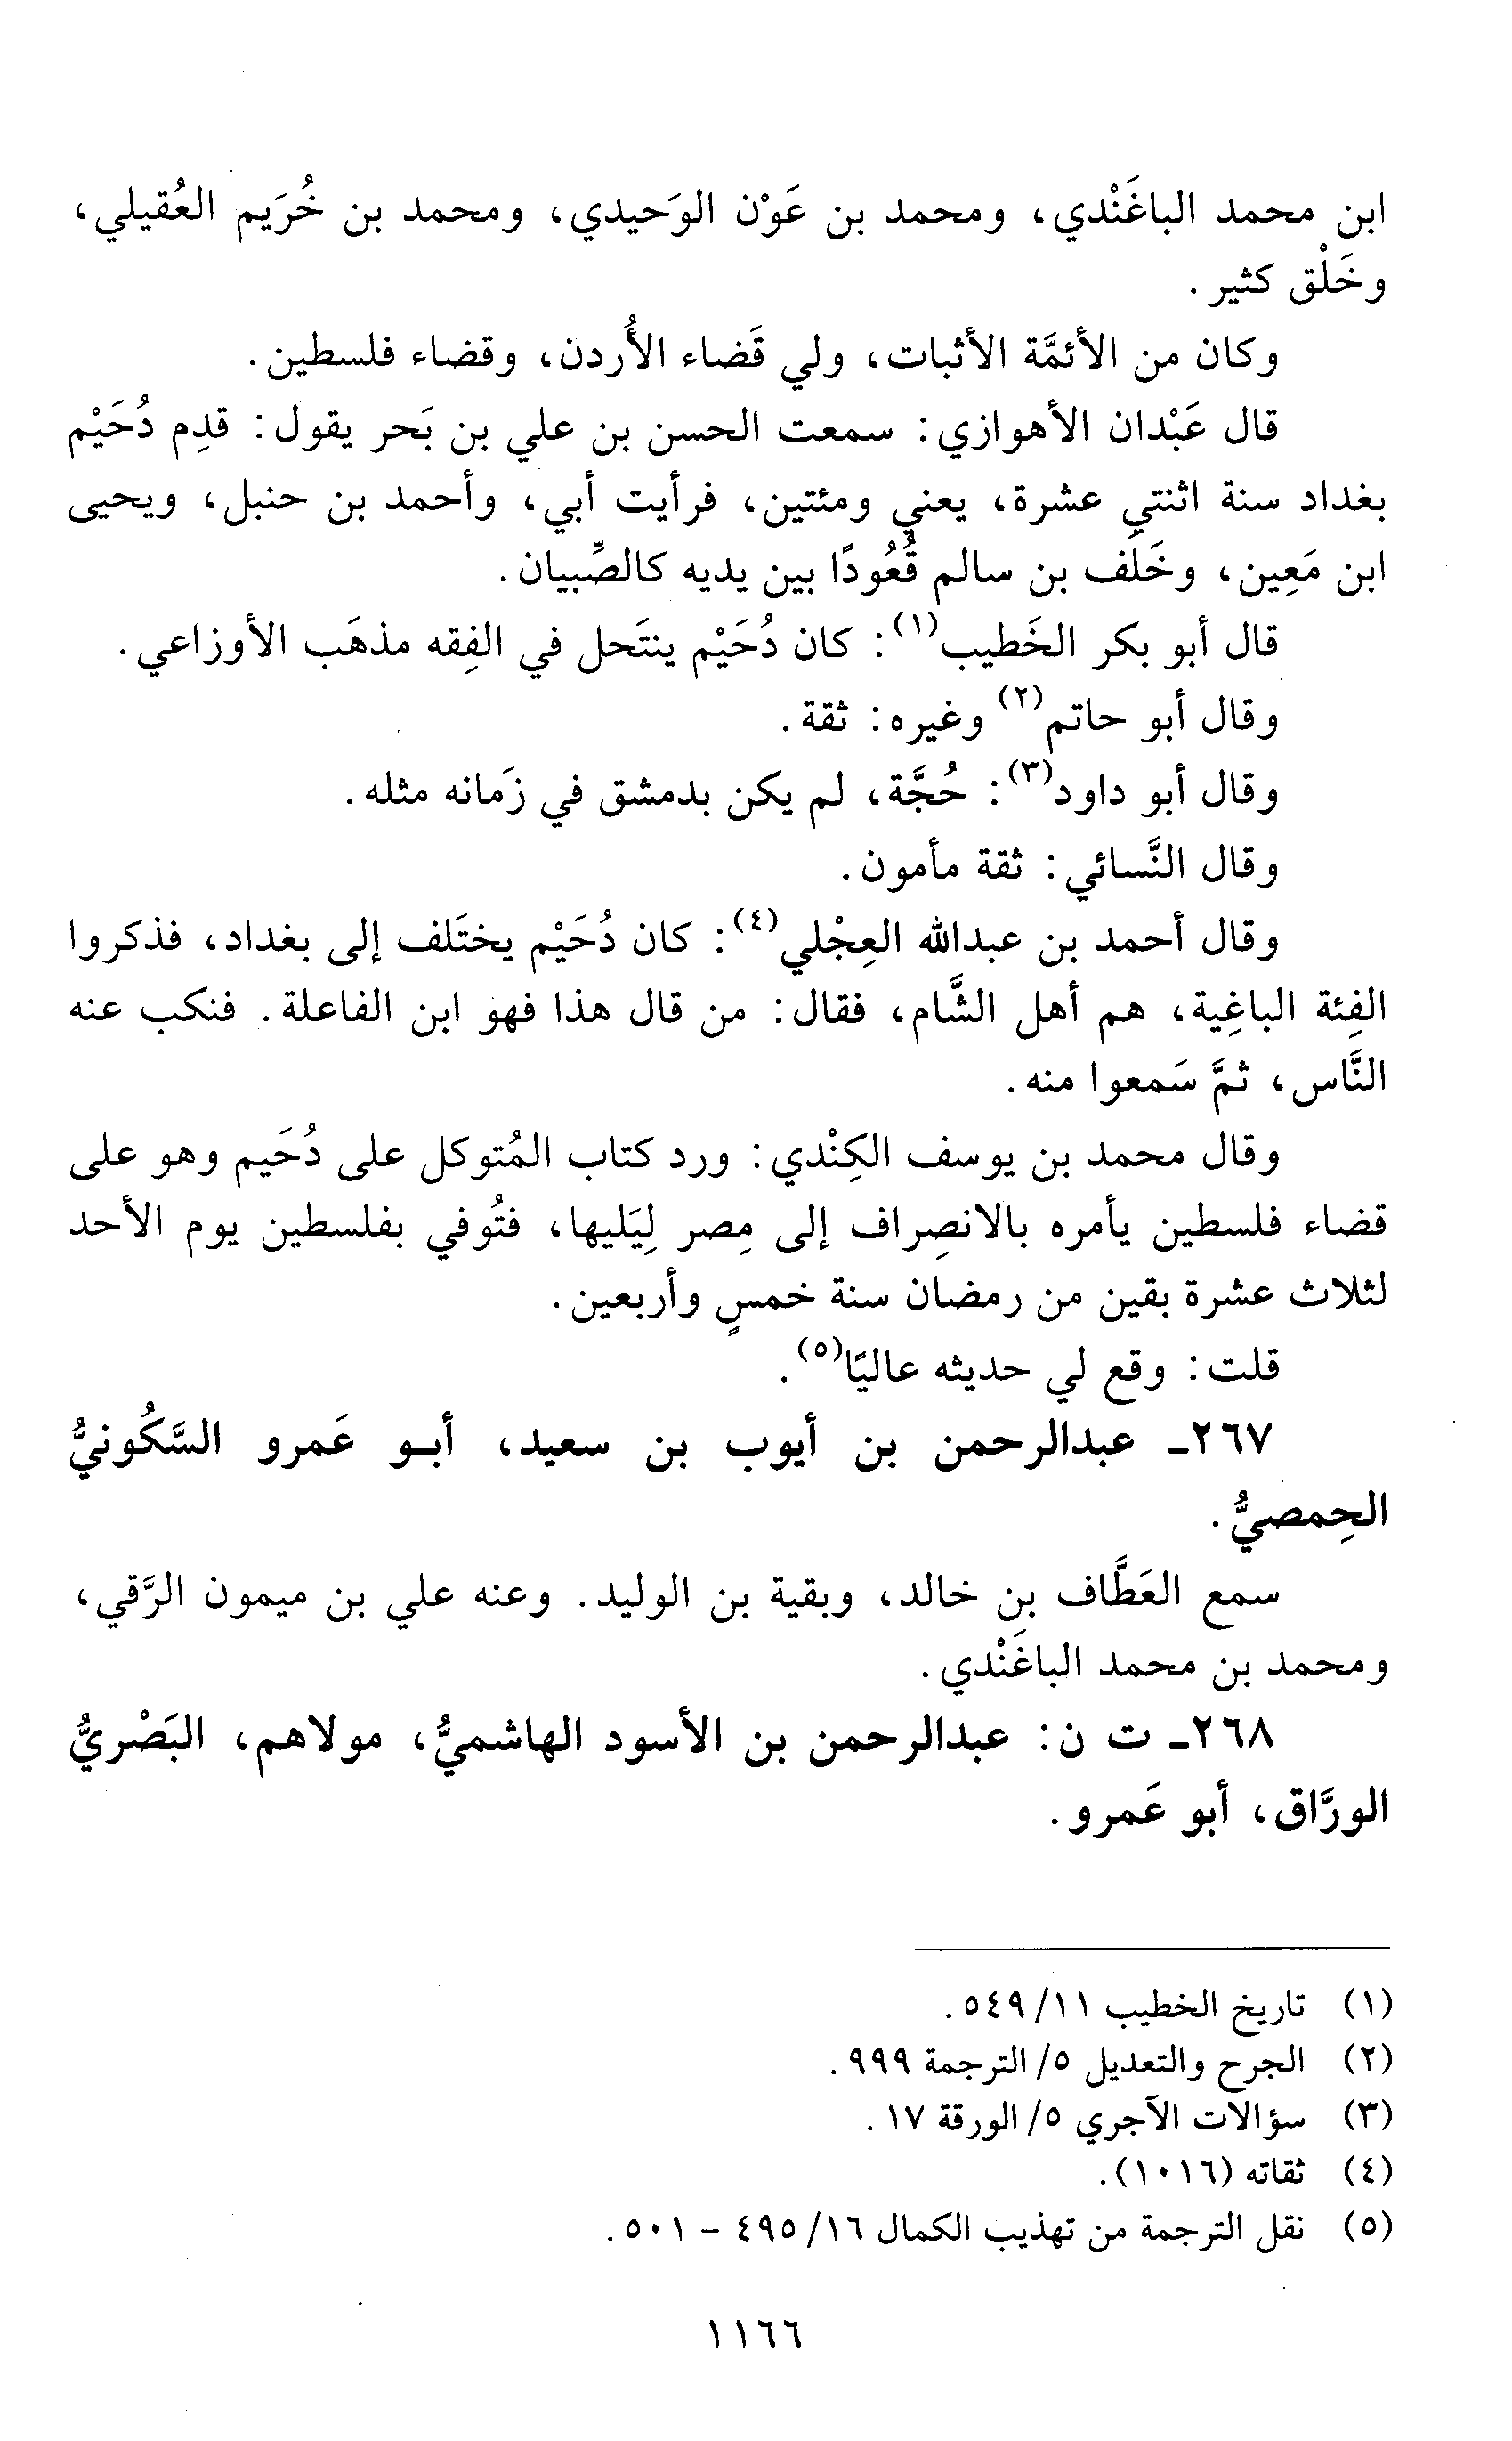 ابن محمد الباغَنْدي، ومحمد بن عَوْن الوَحيدي، ومحمد بن خُرَيم العُقيلي،
وخَلْق كثير.
وكان من الأئمَّة الأثبات، ولي قَضاء الأُردن، وقضاء فلسطين.
قال عَبْدان الأهوازي: سمعت الحسن بن علي بن بَحر يقول: قدِم دُحَيْم
بغداد سنة اثنتي عشرة، يعني ومئتين، فرأيت أبي، وأحمد بن حنبل، ويحيى
ابن مَعِين، وخَلَف بن سالم قُعُودًا بين يديه كالصِّبيان.
قال أبو بكر الخَطيب(١): كان دُحَيْم ينتَحل في الفِقه مذهَب الأوزاعي.
وقال أبو حاتم(٢) وغيره: ثقة.
وقال أبو داود(٣): حُجَّة، لم يكن بدمشق في زَمانه مثله.
وقال النَّسائي: ثقة مأمون.
وقال أحمد بن عبدالله العِجْلي(٤): كان دُحَيْم يختَلف إلى بغداد، فذكروا
الفِئة الباغِية، هم أهل الشَّام، فقال: من قال هذا فهو ابن الفاعلة. فنكب عنه
النَّاس، ثمَّ سَمعوا منه.
وقال محمد بن يوسف الكِنْدي: ورد كتاب المُتوكل على دُحَيم وهو على
قضاء فلسطين يأمره بالانصِراف إلى مِصر لِيَليها، فتُوفي بفلسطين يوم الأحد
لثلاث عشرة بقين من رمضان سنة خمسٍ وأربعين.
قلت: وقع لي حديثه عاليًا(٥).
٢٦٧ـ عبدالرحمن بن أيوب بن سعيد، أبو عَمرو السَّكُونيُّ
الحِمصيُّ.
سمع العَطَّاف بن خالد، وبقية بن الوليد. وعنه علي بن ميمون الرَّقي،
ومحمد بن محمد الباغَنْدي.
٢٦٨ـ ت ن: عبدالرحمن بن الأسود الهاشميُّ، مولاهم، البَصْريُّ
الورَّاق، أبو عَمرو.
(١) تاريخ الخطيب ١١/ ٥٤٩.
(٢) الجرح والتعديل ٥/ الترجمة ٩٩٩.
(٣) سؤالات الآجري ٥/ الورقة ١٧.
(٤) ثقاته (١٠١٦).
(٥) نقل الترجمة من تهذيب الكمال ١٦/ ٤٩٥ - ٥٠١.
١١٦٦